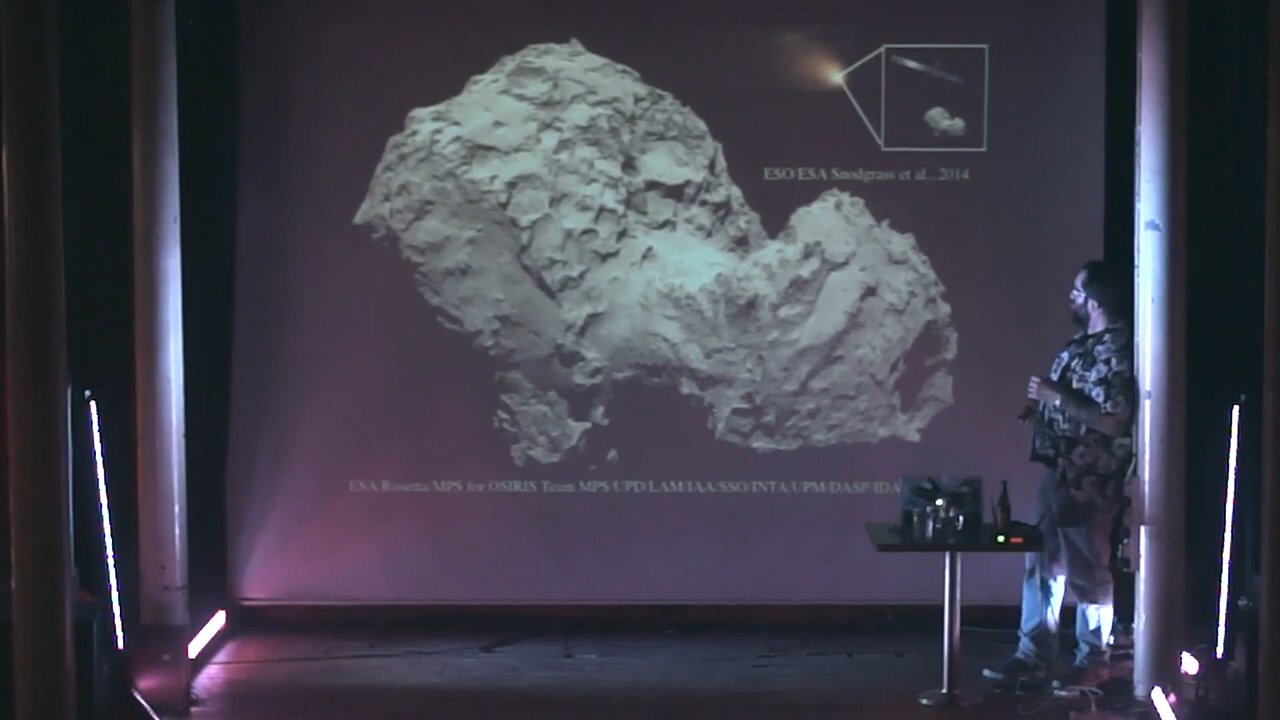 ESO/ESA Snodgrass et al., 2014
ESA Rosetta/MPS for OSIRIS Team MPS/UPD/LAM/IAA/SSO/INTA/UPM/DASP/IDA